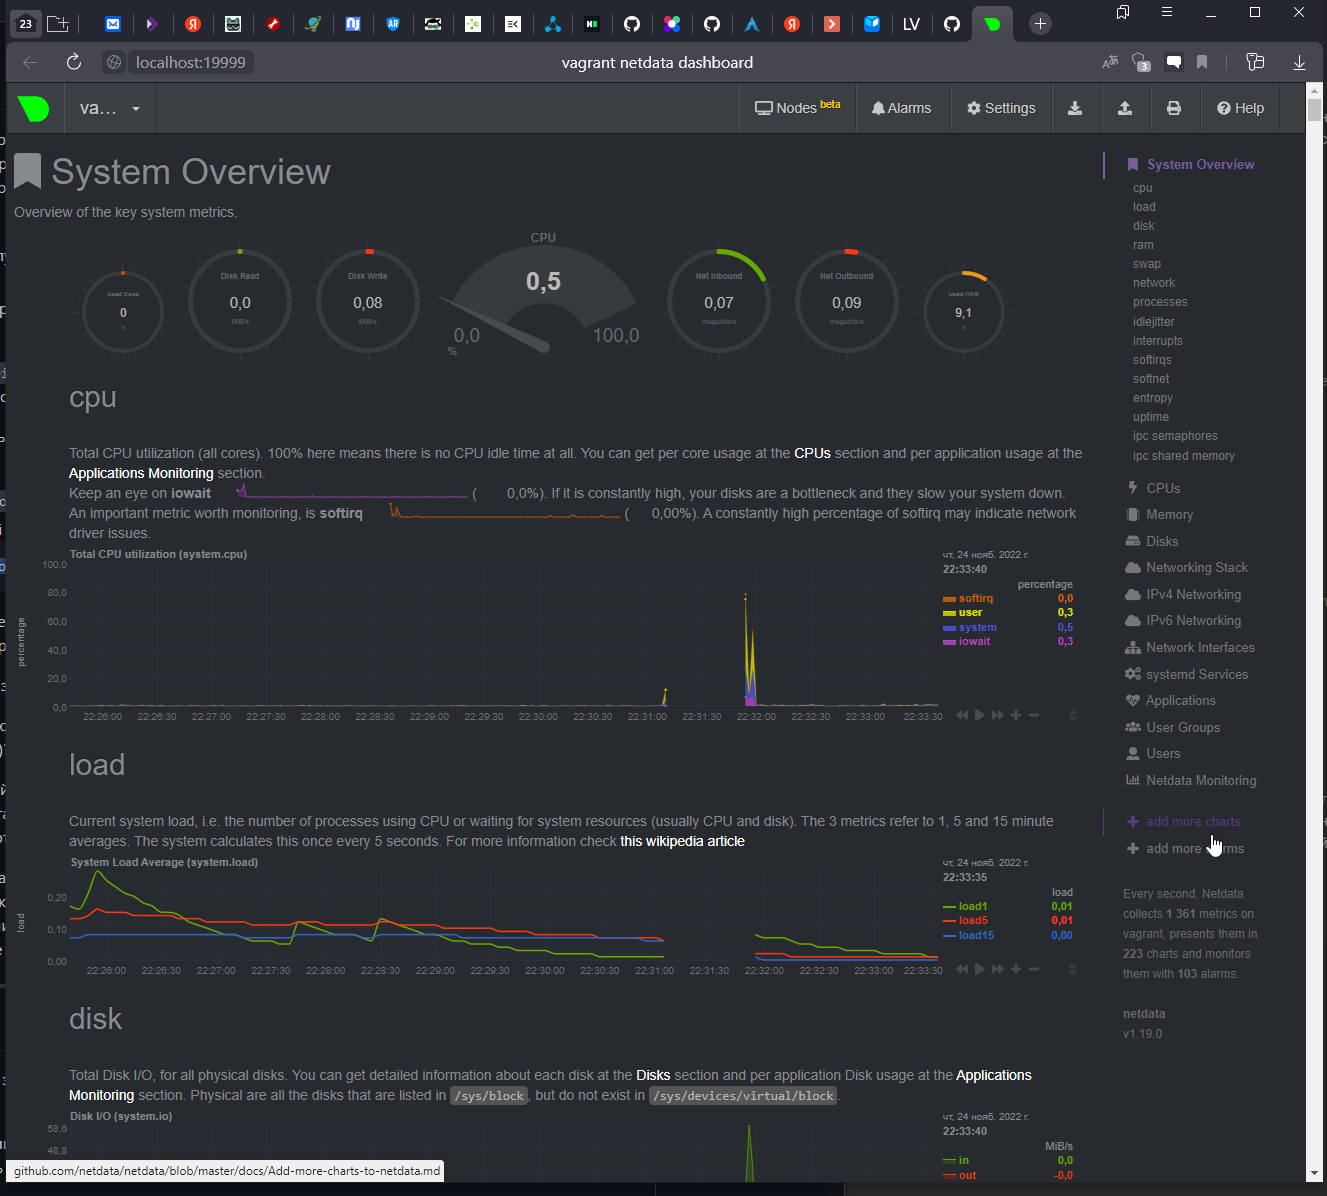 23
LV
localhost:19999
vagrant netdata dashboard
3
va...
Nodes beta
Alarms
Settings
Help
System Overview
Overview of the key system metrics.
Used Swap
0
%
Disk Read
0,0
MiB/s
Disk Write
0,08
MiB/s
CPU
0,5
0,0
100,0
%
Net Inbound
0,07
megabits/s
Net Outbound
0,09
megabits/s
Used RAM
9,1
%
cpu
Total CPU utilization (all cores). 100% here means there is no CPU idle time at all. You can get per core usage at the CPUs section and per application usage at the
Applications Monitoring section.
Keep an eye on iowait ( 0,0%). If it is constantly high, your disks are a bottleneck and they slow your system down.
An important metric worth monitoring, is softirq ( 0,00%). A constantly high percentage of softirq may indicate network
driver issues.
Total CPU utilization (system.cpu)
чт, 24 нояб. 2022 г.
22:33:40
percentage
softirq 0,0
user 0,3
system 0,5
iowait 0,3
percentage
100,0
80,0
60,0
40,0
20,0
0,0
22:26:00 22:26:30 22:27:00 22:27:30 22:28:00 22:28:30 22:29:00 22:29:30 22:30:00 22:30:30 22:31:00 22:31:30 22:32:00 22:32:30 22:33:00 22:33:30
load
Current system load, i.e. the number of processes using CPU or waiting for system resources (usually CPU and disk). The 3 metrics refer to 1, 5 and 15 minute
averages. The system calculates this once every 5 seconds. For more information check this wikipedia article
System Load Average (system.load)
чт, 24 нояб. 2022 г.
22:33:35
load
load1 0,01
load5 0,01
load15 0,00
load
0,20
0,10
0,00
22:26:00 22:26:30 22:27:00 22:27:30 22:28:00 22:28:30 22:29:00 22:29:30 22:30:00 22:30:30 22:31:00 22:31:30 22:32:00 22:32:30 22:33:00 22:33:30
disk
Total Disk I/O, for all physical disks. You can get detailed information about each disk at the Disks section and per application Disk usage at the Applications
Monitoring section. Physical are all the disks that are listed in /sys/block, but do not exist in /sys/devices/virtual/block.
Disk I/O (system.io)
чт, 24 нояб. 2022 г.
22:33:40
MiB/s
in 0,0
out -0,0
58,6
48,8
github.com/netdata/netdata/blob/master/docs/Add-more-charts-to-netdata.md
System Overview
cpu
load
disk
ram
swap
network
processes
idlejitter
interrupts
softirqs
softnet
entropy
uptime
ipc semaphores
ipc shared memory
CPUs
Memory
Disks
Networking Stack
IPv4 Networking
IPv6 Networking
Network Interfaces
systemd Services
Applications
User Groups
Users
Netdata Monitoring
add more charts
add more
Every second, Netdata
collects 1 361 metrics on
vagrant, presents them in
223 charts and monitors
them with 103 alarms.
netdata
v1.19.0